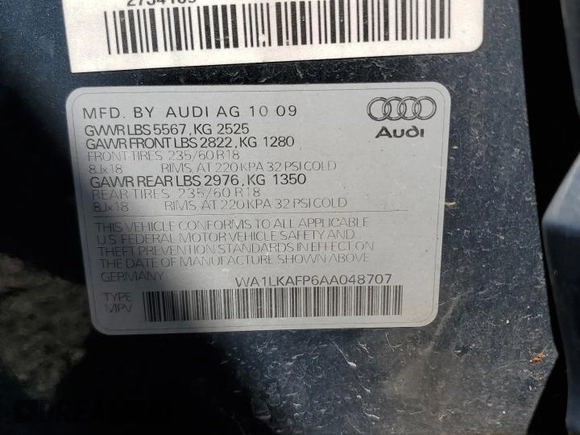 MFD. BY AUDI AG 10 09
GVWR LBS 5567, KG 2525
GAWR FRONT LBS 2822, KG 1280
FRONT TIRES 235/60 R18
8Jx18 RIMS, AT 220 KPA 32 PSI COLD
GAWR REAR LBS 2976, KG 1350
REAR TIRES 235/60 R18
8Jx18 RIMS, AT 220 KPA 32 PSI COLD
Audi
THIS VEHICLE CONFORMS TO ALL APPLICABLE
U.S. FEDERAL MOTOR VEHICLE SAFETY AND
THEFT PREVENTION STANDARDS IN EFFECT
ON THE DATE OF MANUFACTURE SHOWN ABOVE.
GERMANY WA1LKAFP6AA048707
TYPE
MPV